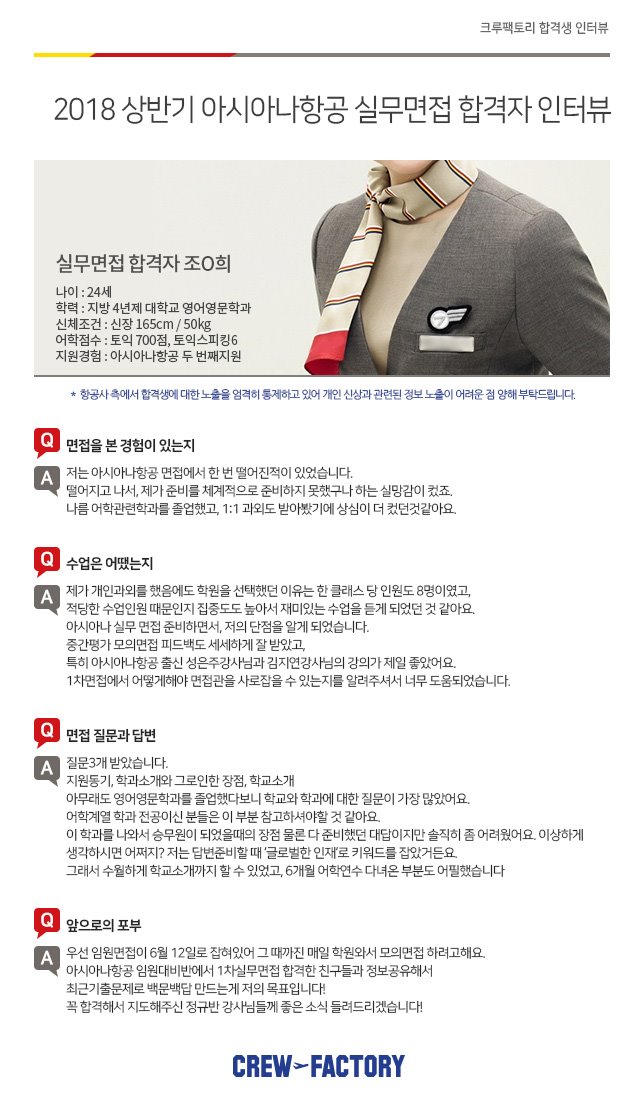 크루팩토리 합격생 인터뷰
2018 상반기 아시아나항공 실무면접 합격자 인터뷰
실무면접 합격자 조O희
나이 : 24세
학력 : 지방 4년제 대학교 영어영문학과
신체조건 : 신장 165cm / 50kg
어학점수 : 토익 700점, 토익스피킹6
지원경험 : 아시아나항공 두 번째지원
* 항공사 측에서 합격생에 대한 노출을 엄격히 통제하고 있어 개인 신상과 관련된 정보 노출이 어려운 점 양해 부탁드립니다.
Q 면접을 본 경험이 있는지
A 저는 아시아나항공 면접에서 한 번 떨어진적이 있었습니다.
떨어지고 나서, 제가 준비를 체계적으로 준비하지 못했구나 하는 실망감이 컸죠.
나름 어학관련학과를 졸업했고, 1:1 과외도 받아봤기에 상심이 더 컸던것같아요.
Q 수업은 어땠는지
A 제가 개인과외를 했음에도 학원을 선택했던 이유는 한 클래스 당 인원도 8명이였고,
적당한 수업인원 때문인지 집중도도 높아서 재미있는 수업을 듣게 되었던 것 같아요.
아시아나 실무 면접 준비하면서, 저의 단점을 알게 되었습니다.
중간평가 모의면접 피드백도 세세하게 잘 받았고,
특히 아시아나항공 출신 성은주강사님과 김지연강사님의 강의가 제일 좋았어요.
1차면접에서 어떻게해야 면접관을 사로잡을 수 있는지를 알려주셔서 너무 도움되었습니다.
Q 면접 질문과 답변
A 질문3개 받았습니다.
지원동기, 학과소개와 그로인한 장점, 학교소개
아무래도 영어영문학과를 졸업했다보니 학교와 학과에 대한 질문이 가장 많았어요.
어학계열 학과 전공이신 분들은 이 부분 참고하셔야할 것 같아요.
이 학과를 나와서 승무원이 되었을때의 장점 물론 다 준비했던 대답이지만 솔직히 좀 어려웠어요. 이상하게
생각하시면 어쩌지? 저는 답변준비할 때 '글로벌한 인재'로 키워드를 잡았거든요.
그래서 수월하게 학교소개까지 할 수 있었고, 6개월 어학연수 다녀온 부분도 어필했습니다
Q 앞으로의 포부
A 우선 임원면접이 6월 12일로 잡혀있어 그 때까진 매일 학원와서 모의면접 하려고해요.
아시아나항공 임원대비반에서 1차실무면접 합격한 친구들과 정보공유해서
최근기출문제로 백문백답 만드는게 저의 목표입니다!
꼭 합격해서 지도해주신 정규반 강사님들께 좋은 소식 들려드리겠습니다!
CREW FACTORY